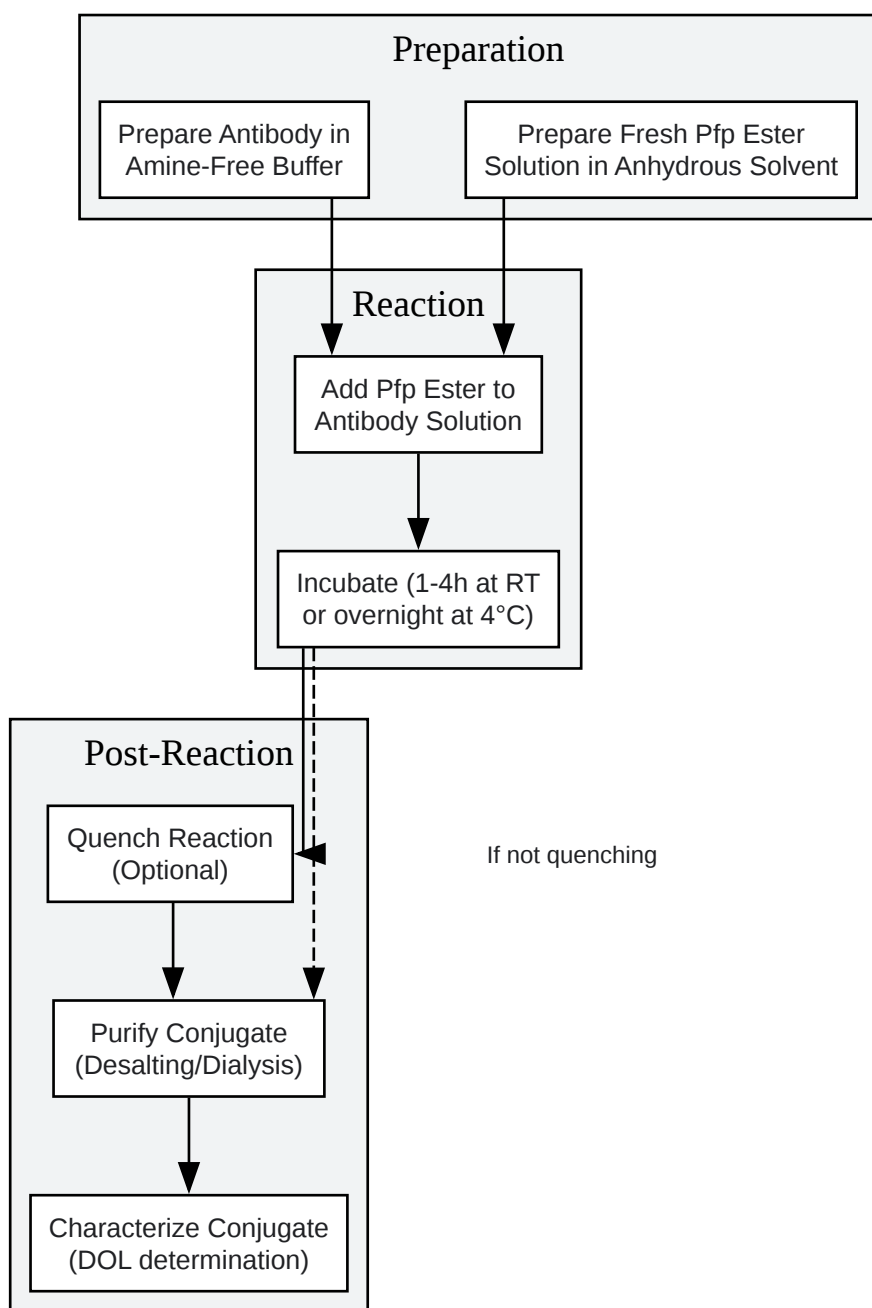 Preparation
Prepare Antibody in
Amine-Free Buffer
Prepare Fresh Pfp Ester
Solution in Anhydrous Solvent
Reaction
Add Pfp Ester to
Antibody Solution
Incubate (1-4h at RT
or overnight at 4°C)
Post-Reaction
Quench Reaction
(Optional)
If not quenching
Purify Conjugate
(Desalting/Dialysis)
Characterize Conjugate
(DOL determination)